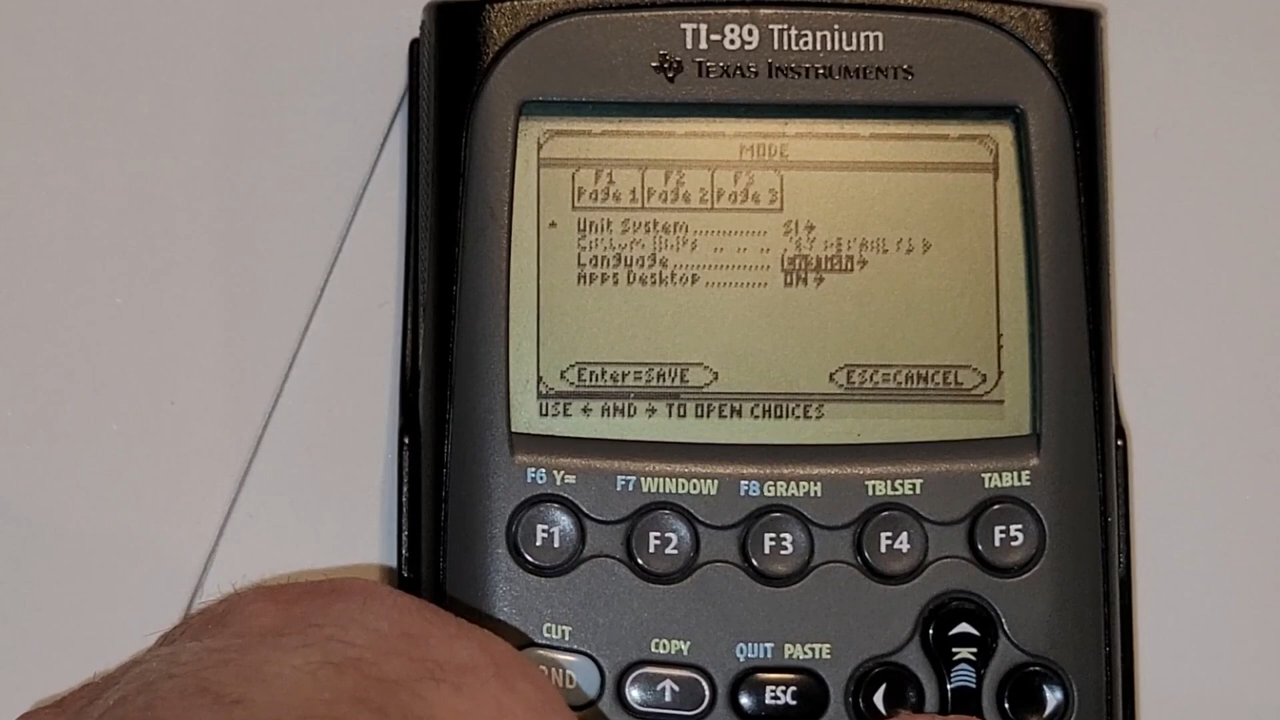 TI-89 Titanium
TEXAS INSTRUMENTS
MODE
F1 F2 F3
Page 1 Page 2 Page 3
Unit System........... SI→
Language...............
Apps Desktop.......... ON→
Enter=SAVE ESC=CANCEL
USE ← AND → TO OPEN CHOICES
F6 Y= F7 WINDOW F8 GRAPH TBLSET TABLE
F1 F2 F3 F4 F5
CUT COPY QUIT PASTE
ESC
K